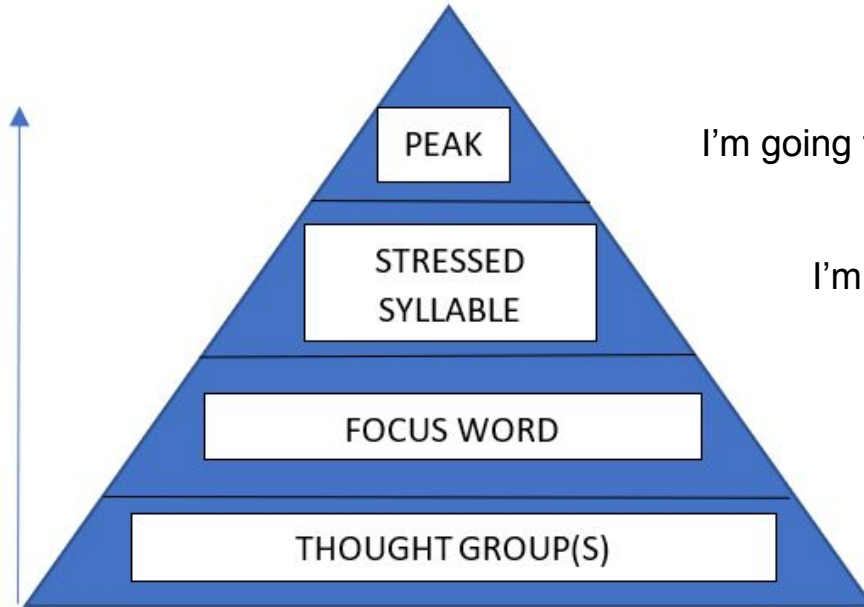 PEAK
I'm going
STRESSED
SYLLABLE
I'm
FOCUS WORD
THOUGHT GROUP(S)